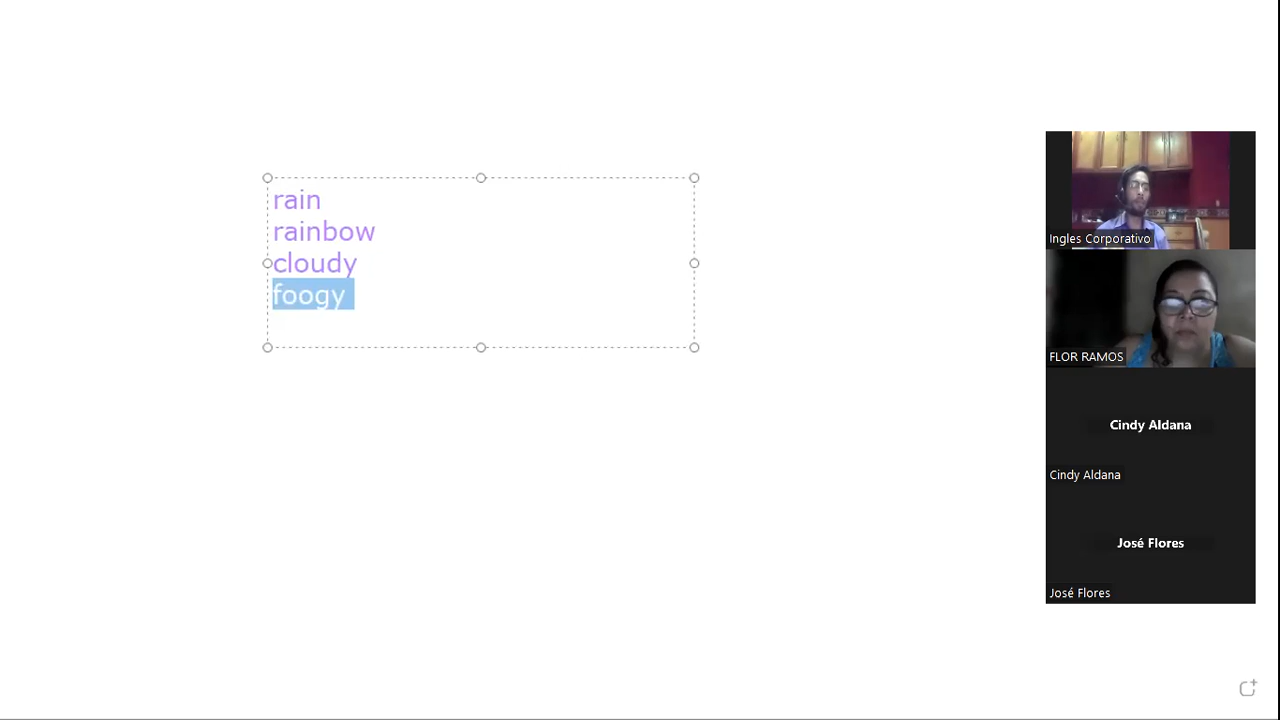 rain
rainbow
cloudy
foogy
Ingles Corporativo
FLOR RAMOS
Cindy Aldana
Cindy Aldana
José Flores
José Flores